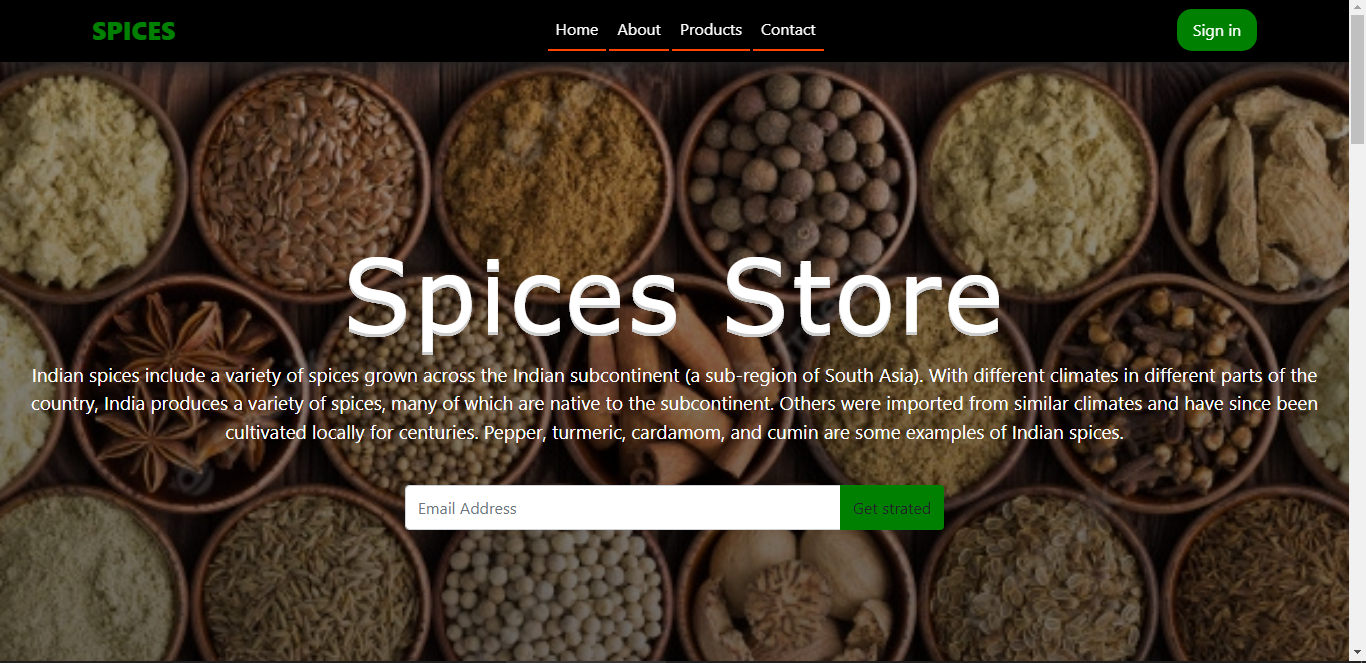 SPICES
Home
About
Products
Contact
Sign in
Spices Store
Indian spices include a variety of spices grown across the Indian subcontinent (a sub-region of South Asia). With different climates in different parts of the
country, India produces a variety of spices, many of which are native to the subcontinent. Others were imported from similar climates and have since been
cultivated locally for centuries. Pepper, turmeric, cardamom, and cumin are some examples of Indian spices.
Email Address
Get strated